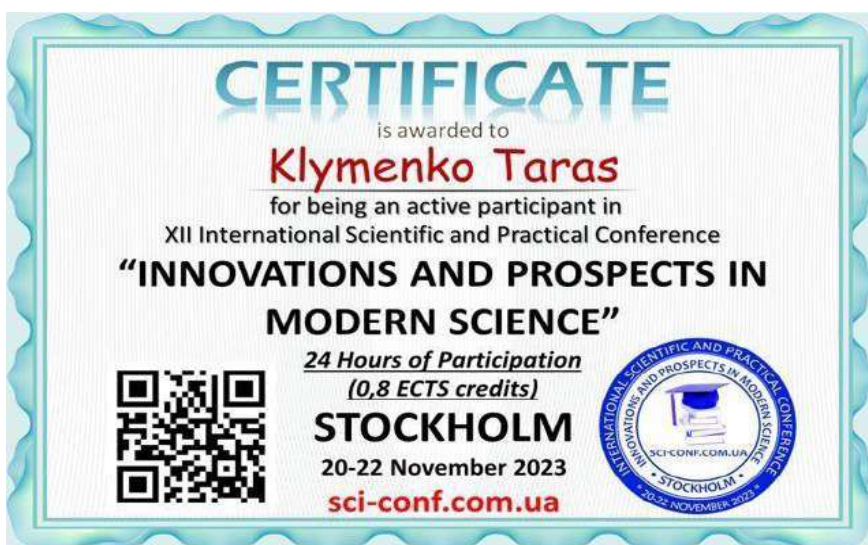 CERTIFICATE
is awarded to
Klymenko Taras
for being an active participant in
XII International Scientific and Practical Conference
“INNOVATIONS AND PROSPECTS IN
MODERN SCIENCE”
24 Hours of Participation
(0,8 ECTS credits)
STOCKHOLM
20-22 November 2023
sci-conf.com.ua
INTERNATIONAL SCIENTIFIC AND PRACTICAL CONFERENCE
INNOVATIONS AND PROSPECTS IN MODERN SCIENCE
SCI-CONF.COM.UA
• STOCKHOLM •
* 20-22 NOVEMBER 2023 *